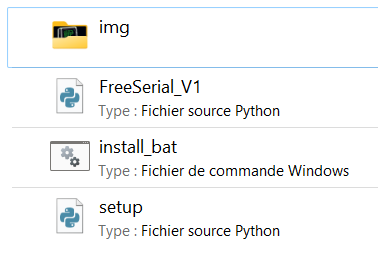 img
FreeSerial_V1
Type : Fichier source Python
install_bat
Type : Fichier de commande Windows
setup
Type : Fichier source Python